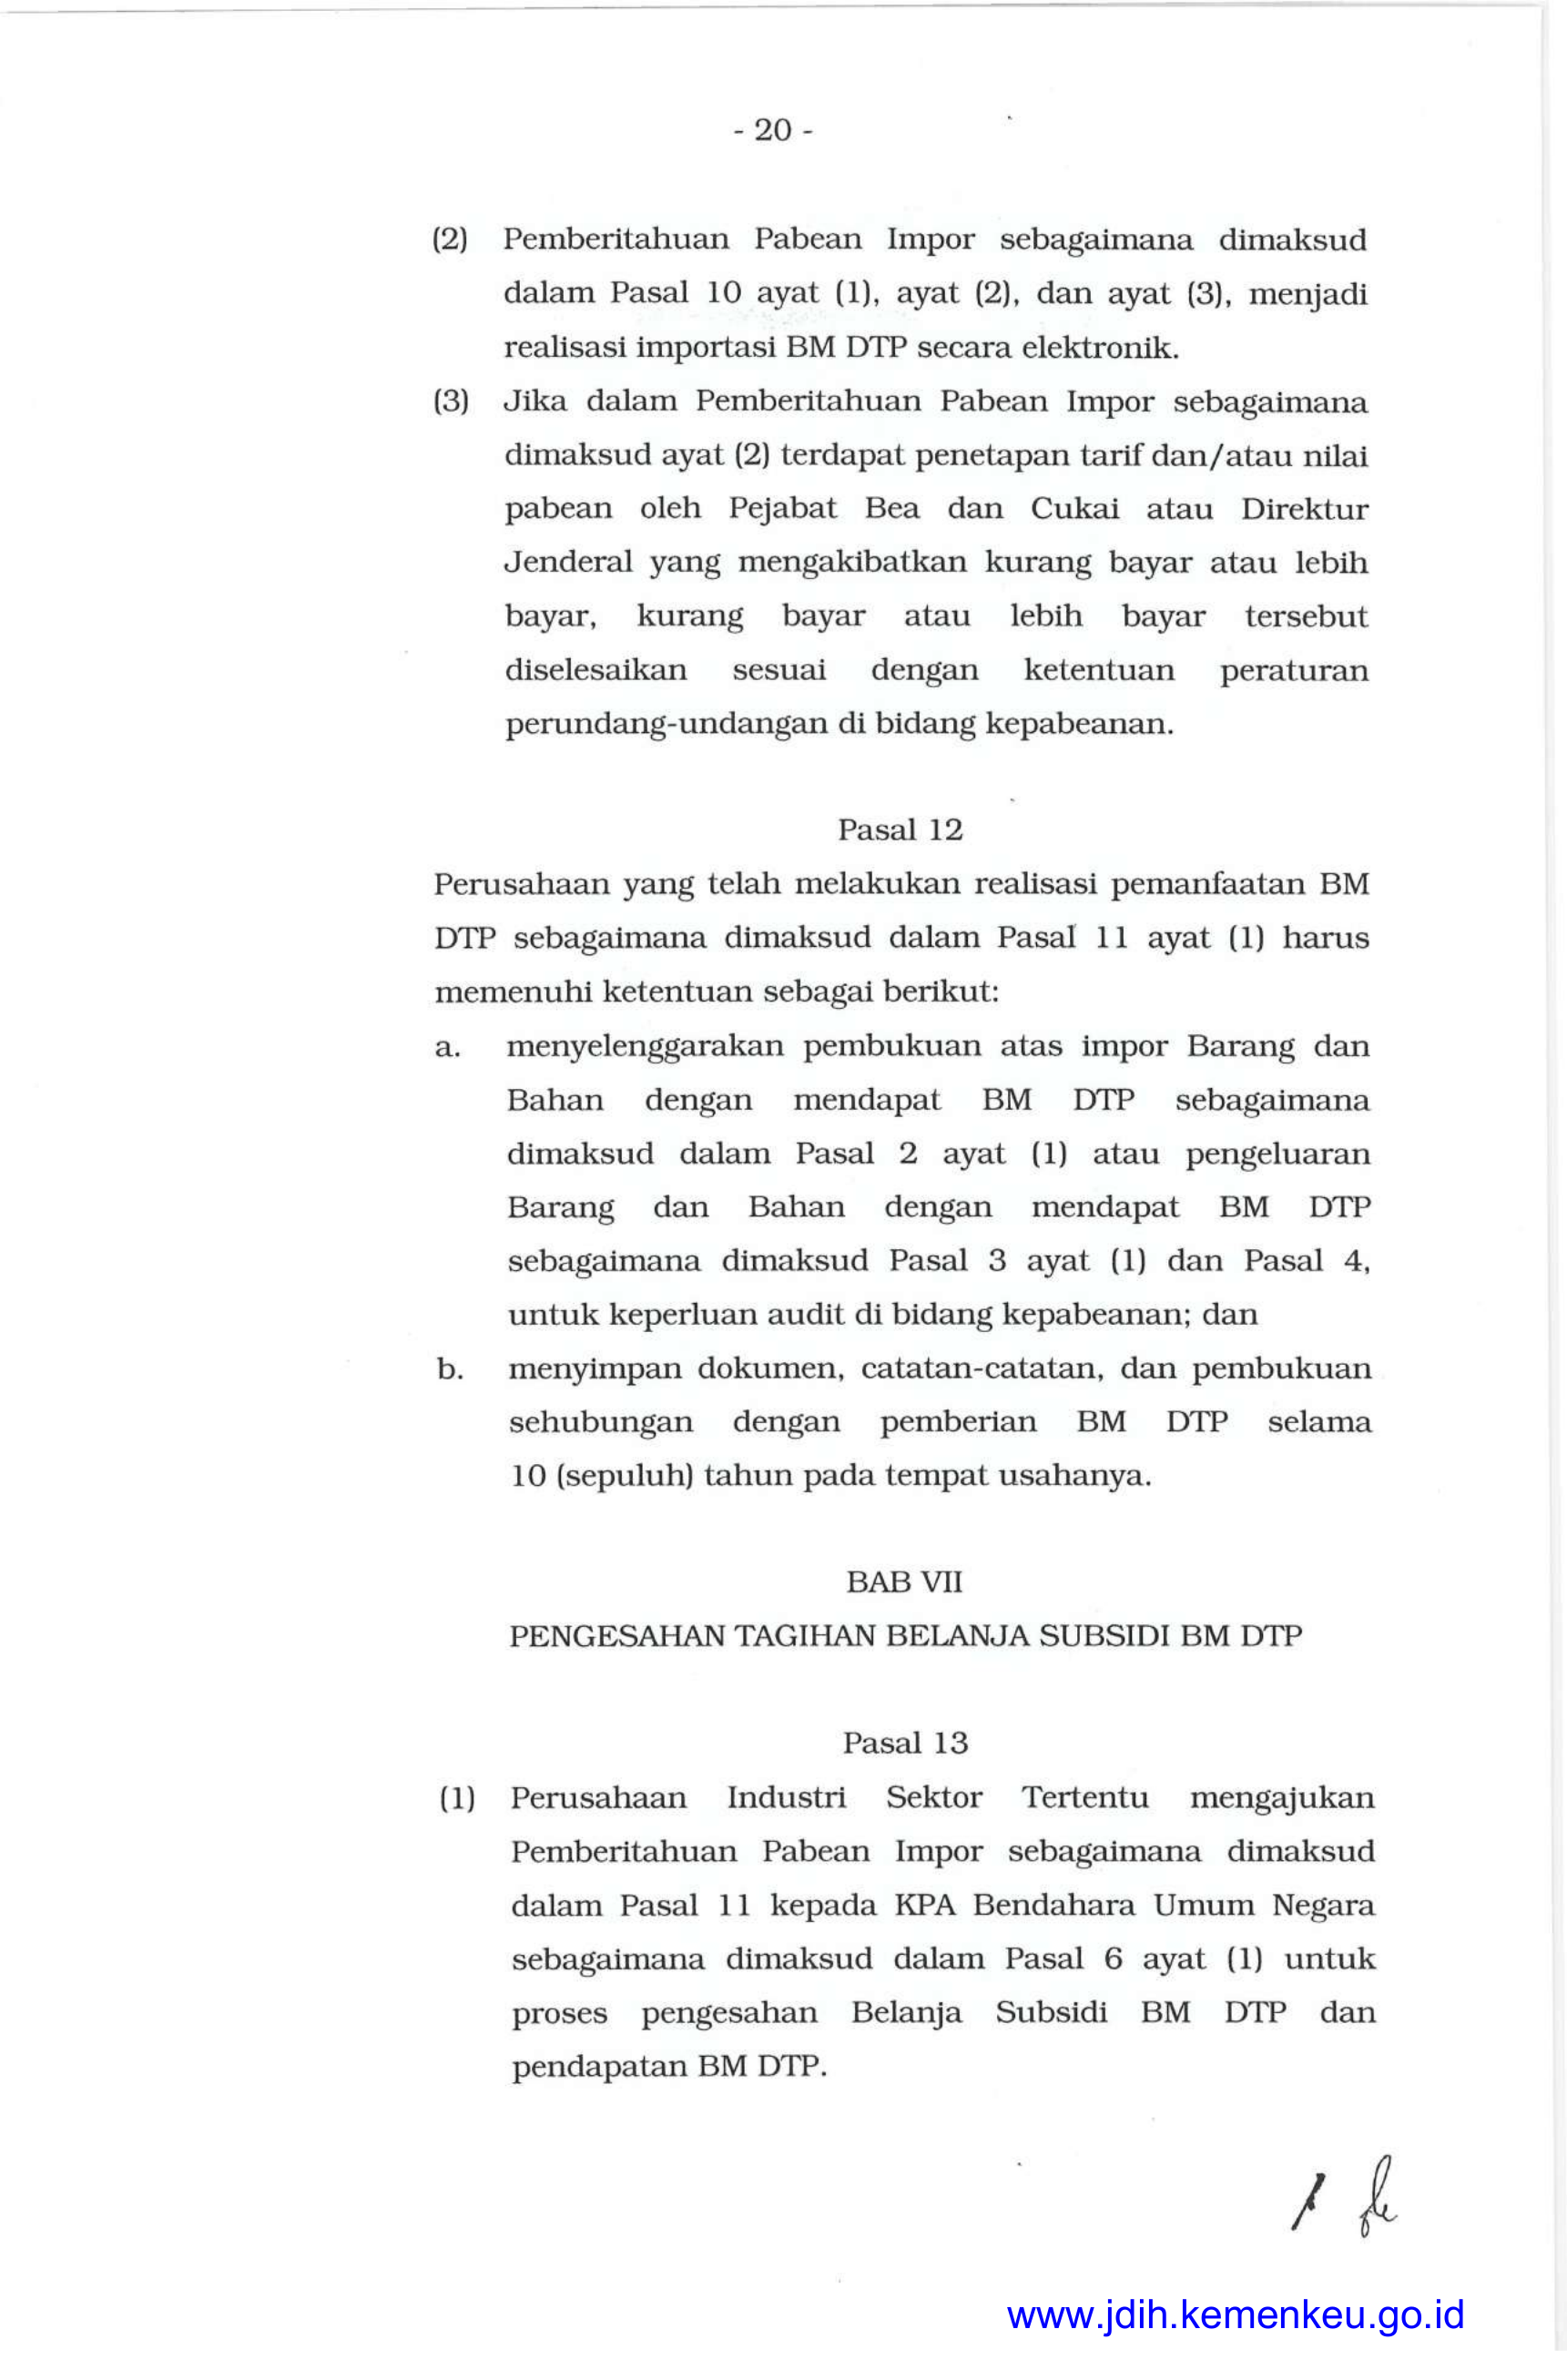 - 20 -
(2) Pemberitahuan Pabean Impor sebagaimana dimaksud
dalam Pasal 10 ayat (1), ayat (2), dan ayat (3), menjadi
realisasi importasi BM DTP secara elektronik.
(3) Jika dalam Pemberitahuan Pabean Impor sebagaimana
dimaksud ayat (2) terdapat penetapan tarif dan/atau nilai
pabean oleh Pejabat Bea dan Cukai atau Direktur
Jenderal yang mengakibatkan kurang bayar atau lebih
bayar, kurang bayar atau lebih bayar tersebut
diselesaikan sesuai dengan ketentuan peraturan
perundang-undangan di bidang kepabeanan.
Pasal 12
Perusahaan yang telah melakukan realisasi pemanfaatan BM
DTP sebagaimana dimaksud dalam Pasal 11 ayat (1) harus
memenuhi ketentuan sebagai berikut:
a. menyelenggarakan pembukuan atas impor Barang dan
Bahan dengan mendapat BM DTP sebagaimana
dimaksud dalam Pasal 2 ayat (1) atau pengeluaran
Barang dan Bahan dengan mendapat BM DTP
sebagaimana dimaksud Pasal 3 ayat (1) dan Pasal 4,
untuk keperluan audit di bidang kepabeanan; dan
b. menyimpan dokumen, catatan-catatan, dan pembukuan
sehubungan dengan pemberian BM DTP selama
10 (sepuluh) tahun pada tempat usahanya.
BAB VII
PENGESAHAN TAGIHAN BELANJA SUBSIDI BM DTP
Pasal 13
(1) Perusahaan Industri Sektor Tertentu mengajukan
Pemberitahuan Pabean Impor sebagaimana dimaksud
dalam Pasal 11 kepada KPA Bendahara Umum Negara
sebagaimana dimaksud dalam Pasal 6 ayat (1) untuk
proses pengesahan Belanja Subsidi BM DTP dan
pendapatan BM DTP.
www.jdih.kemenkeu.go.id